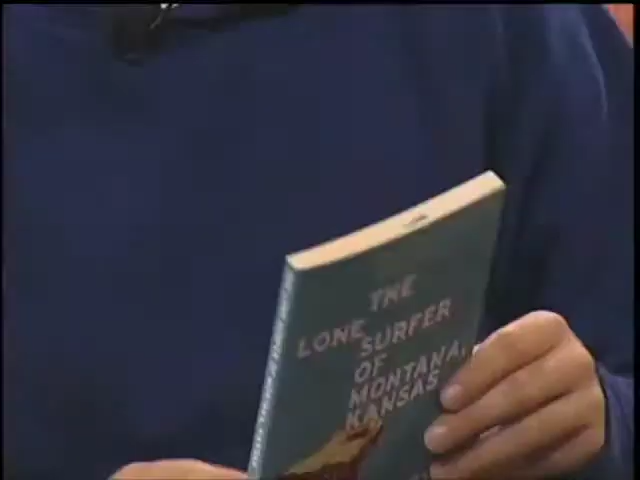 THE
LONE SURFER
OF
MONTANA,
KANSAS